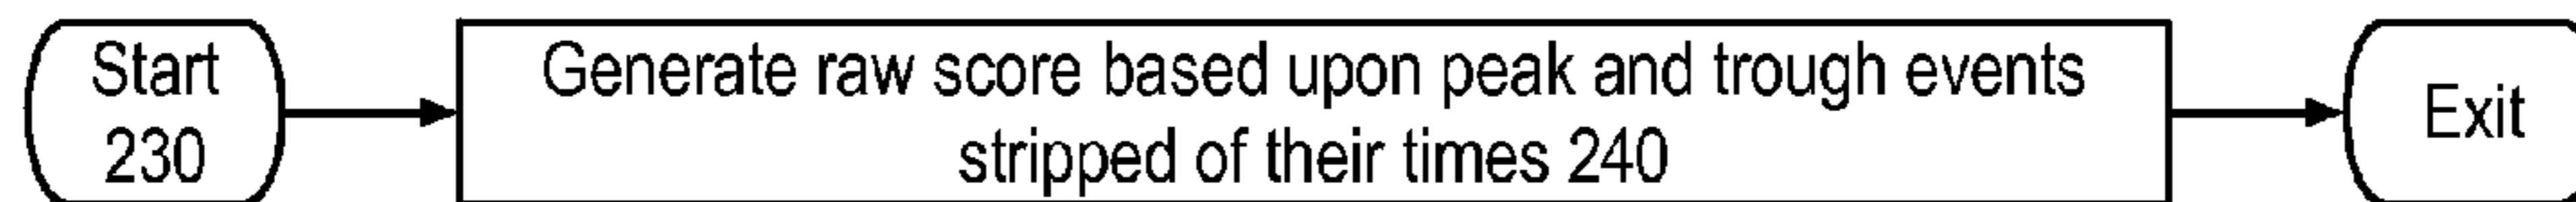 Start
230
Generate raw score based upon peak and trough events
stripped of their times 240
Exit